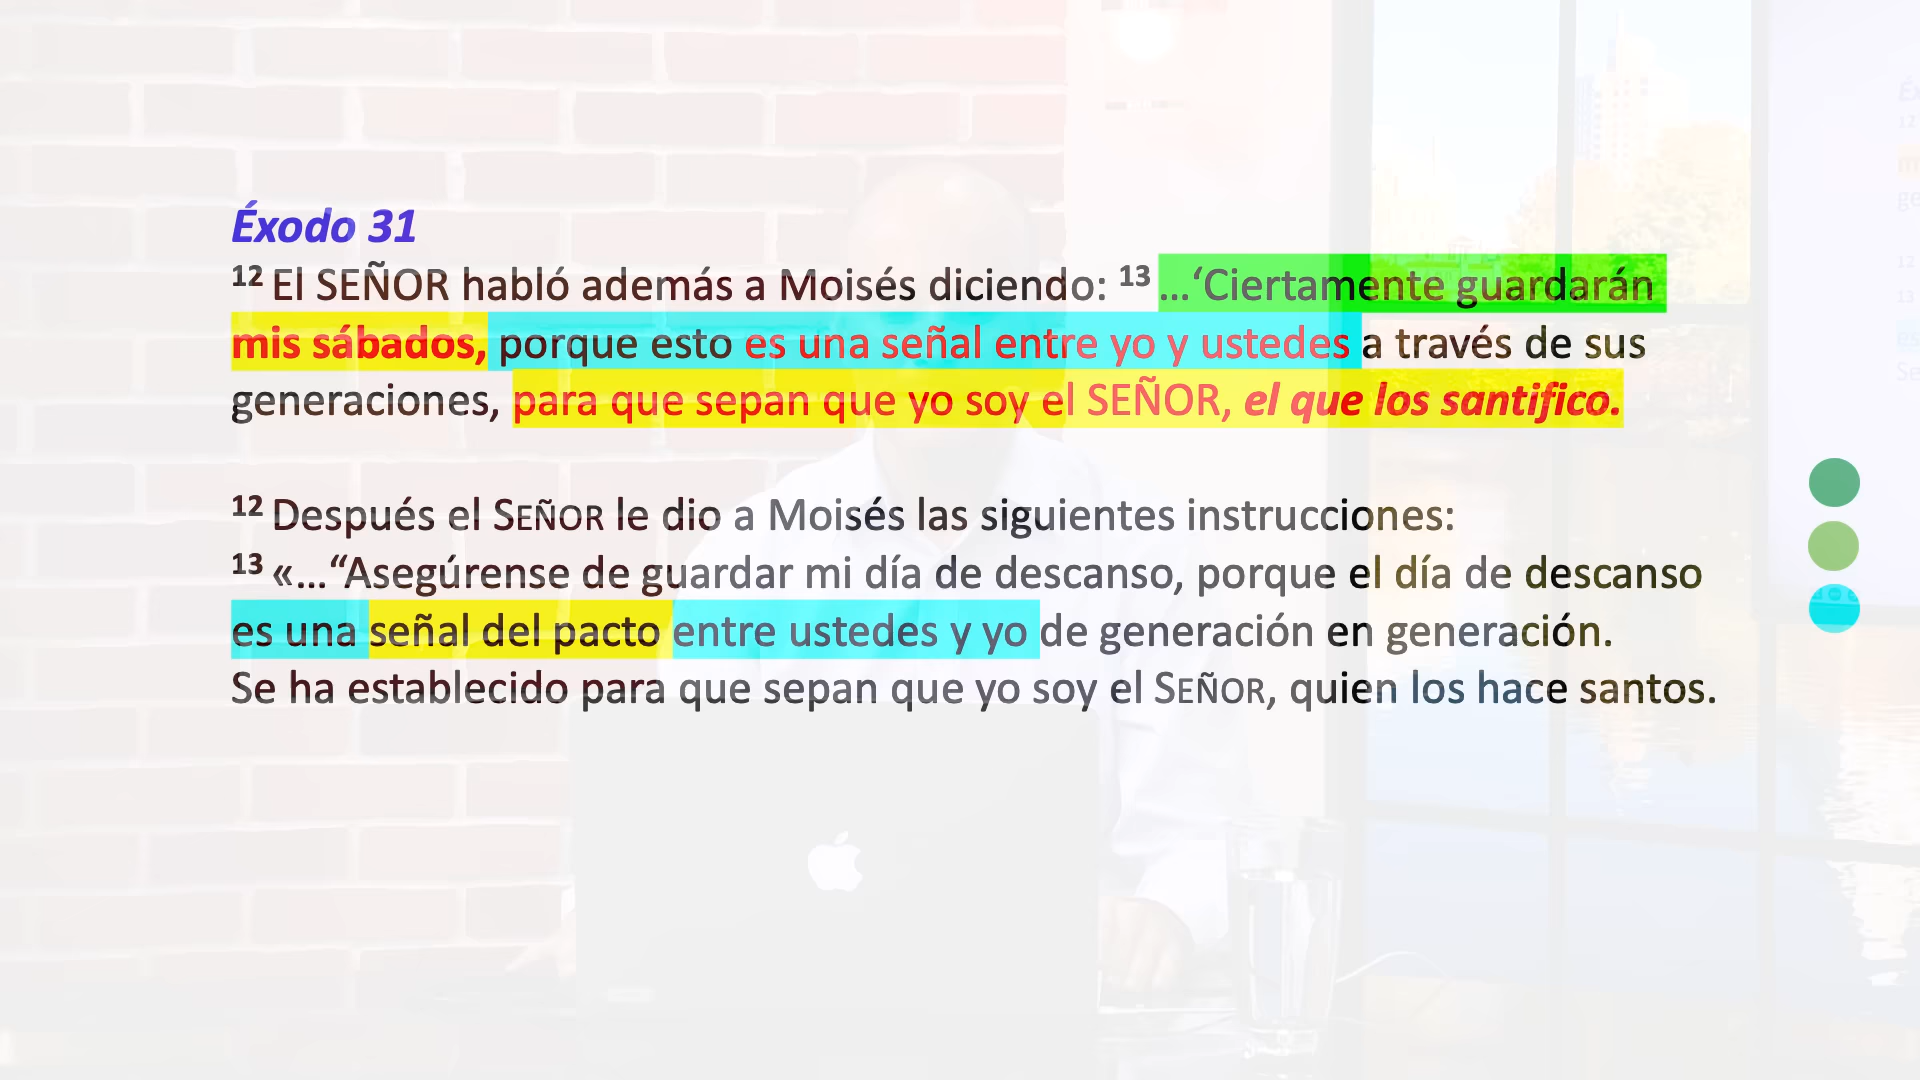 Éxodo 31
12 El SEÑOR habló además a Moisés diciendo: 13 …‘Ciertamente guardarán
mis sábados, porque esto es una señal entre yo y ustedes a través de sus
generaciones, para que sepan que yo soy el SEÑOR, el que los santifico.
12 Después el SEÑOR le dio a Moisés las siguientes instrucciones:
13 «…“Asegúrense de guardar mi día de descanso, porque el día de descanso
es una señal del pacto entre ustedes y yo de generación en generación.
Se ha establecido para que sepan que yo soy el SEÑOR, quien los hace santos.